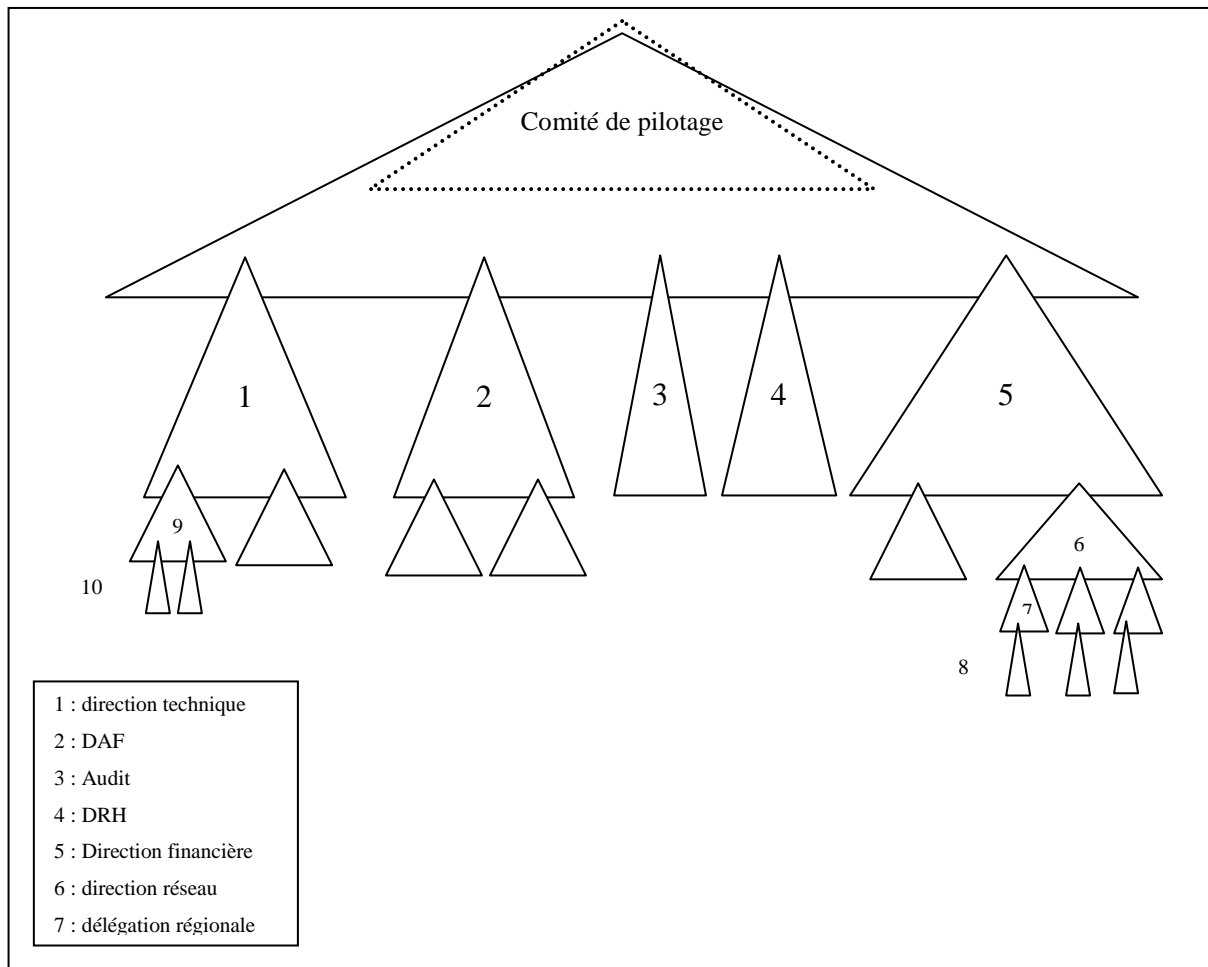 Comité de pilotage
1 2 3 4 5
9 6
10 7
8
1 : direction technique
2 : DAF
3 : Audit
4 : DRH
5 : Direction financière
6 : direction réseau
7 : délégation régionale